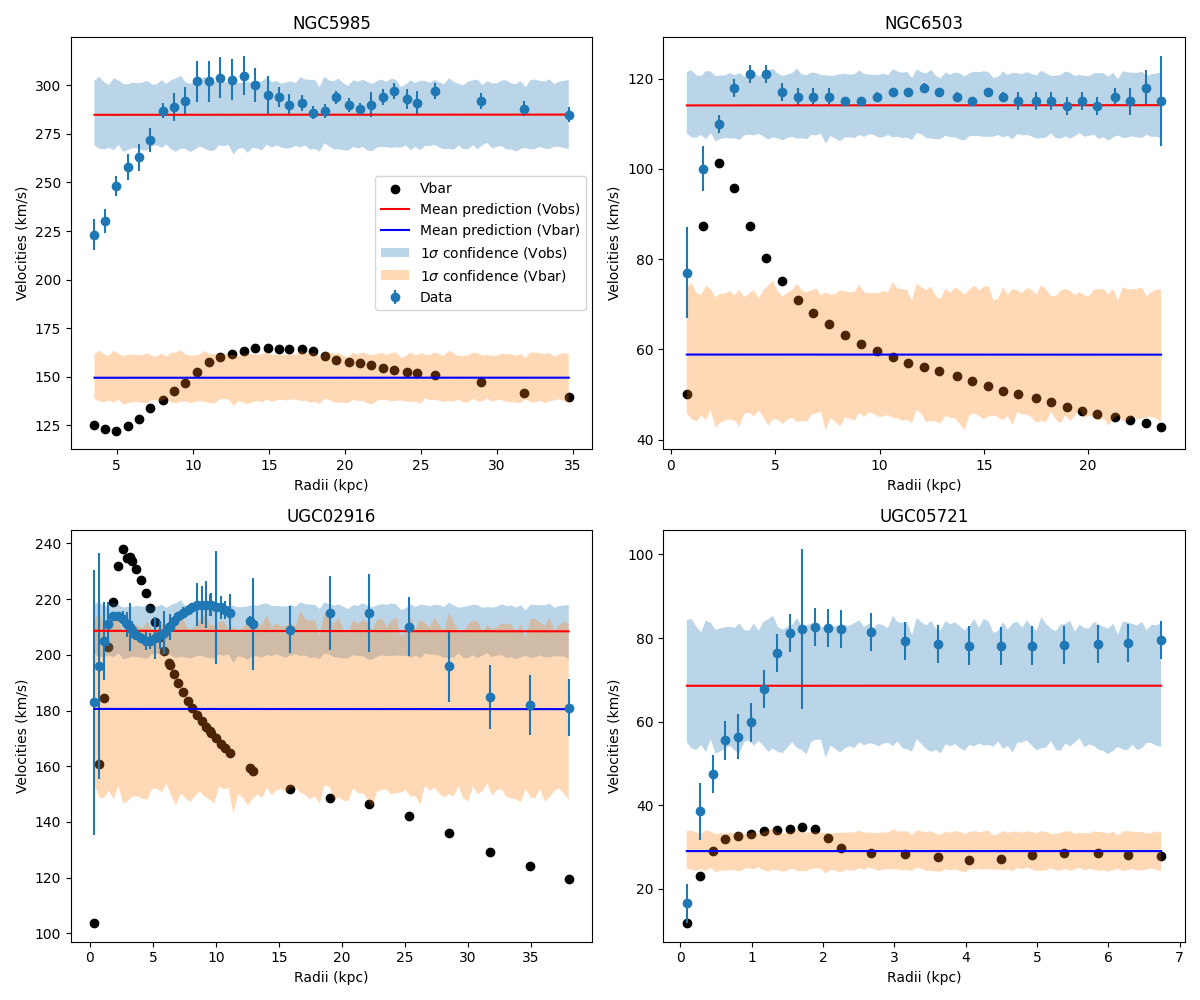 NGC5985
300
275
250
225
200
175
150
125
Velocities (km/s)
Vbar
Mean prediction (Vobs)
Mean prediction (Vbar)
1σ confidence (Vobs)
1σ confidence (Vbar)
Data
5 10 15 20 25 30 35
Radii (kpc)
NGC6503
120
100
80
60
40
Velocities (km/s)
0 5 10 15 20
Radii (kpc)
UGC02916
240
220
200
180
160
140
120
100
Velocities (km/s)
0 5 10 15 20 25 30 35
Radii (kpc)
UGC05721
100
80
60
40
20
Velocities (km/s)
0 1 2 3 4 5 6 7
Radii (kpc)